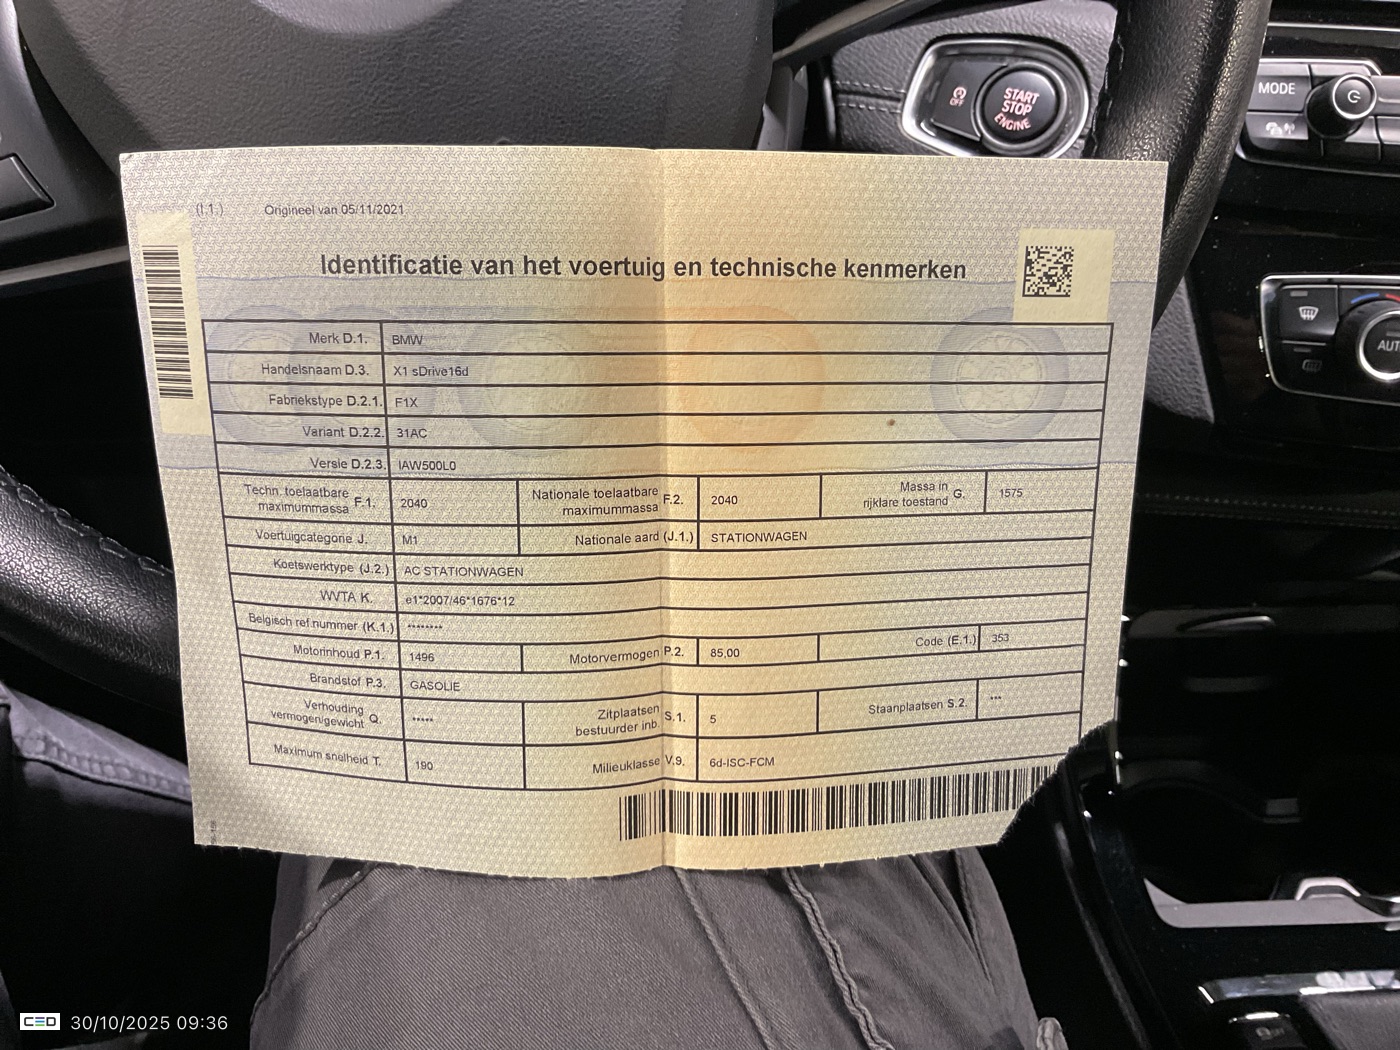 OFF
START
STOP
ENGINE
MODE
AUT
(I.1.) Origineel van 05/11/2021
Identificatie van het voertuig en technische kenmerken
Merk D.1. BMW
Handelsnaam D.3. X1 sDrive16d
Fabriekstype D.2.1. F1X
Variant D.2.2. 31AC
Versie D.2.3. IAW500L0
Techn. toelaatbare maximummassa F.1. 2040 Nationale toelaatbare maximummassa F.2. 2040 Massa in rijklare toestand G. 1575
Voertuigcategorie J. M1 Nationale aard (J.1.) STATIONWAGEN
Koetswerktype (J.2.) AC STATIONWAGEN
WVTA K. e1*2007/46*1676*12
Belgisch ref.nummer (K.1.) ********
Motorinhoud P.1. 1496 Motorvermogen P.2. 85,00 Code (E.1.) 353
Brandstof P.3. GASOLIE
Verhouding vermogen/gewicht Q. ***** Zitplaatsen bestuurder inb. S.1. 5 Staanplaatsen S.2. ***
Maximum snelheid T. 190 Milieuklasse V.9. 6d-ISC-FCM
CED 30/10/2025 09:36